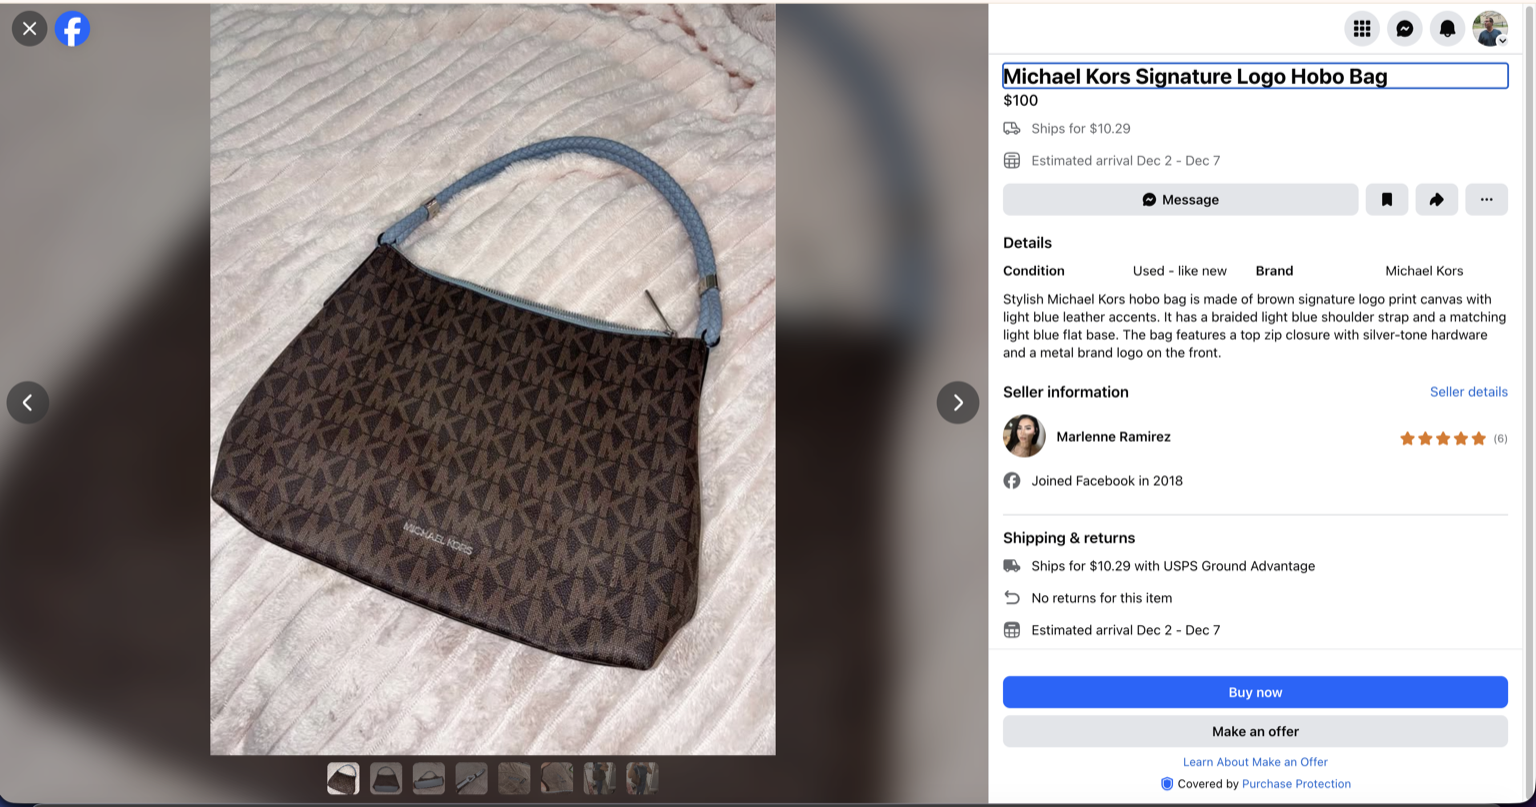 Michael Kors Signature Logo Hobo Bag
$100
Ships for $10.29
Estimated arrival Dec 2 - Dec 7
Message
Details
Condition Used - like new Brand Michael Kors
Stylish Michael Kors hobo bag is made of brown signature logo print canvas with
light blue leather accents. It has a braided light blue shoulder strap and a matching
light blue flat base. The bag features a top zip closure with silver-tone hardware
and a metal brand logo on the front.
Seller information Seller details
Marlenne Ramirez (6)
Joined Facebook in 2018
Shipping & returns
Ships for $10.29 with USPS Ground Advantage
No returns for this item
Estimated arrival Dec 2 - Dec 7
Buy now
Make an offer
Learn About Make an Offer
Covered by Purchase Protection
MICHAEL KORS